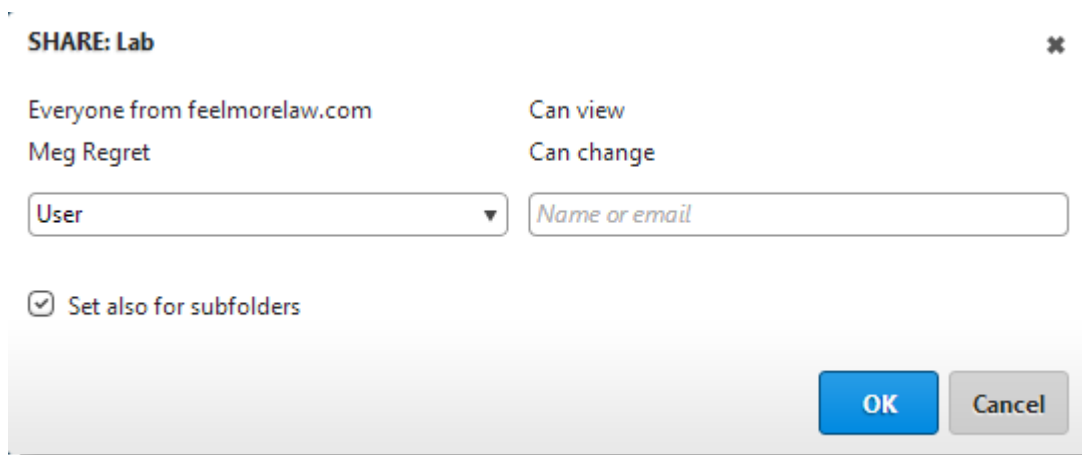 SHARE: Lab
Everyone from feelmorelaw.com Can view
Meg Regret Can change
User Name or email
Set also for subfolders
OK Cancel